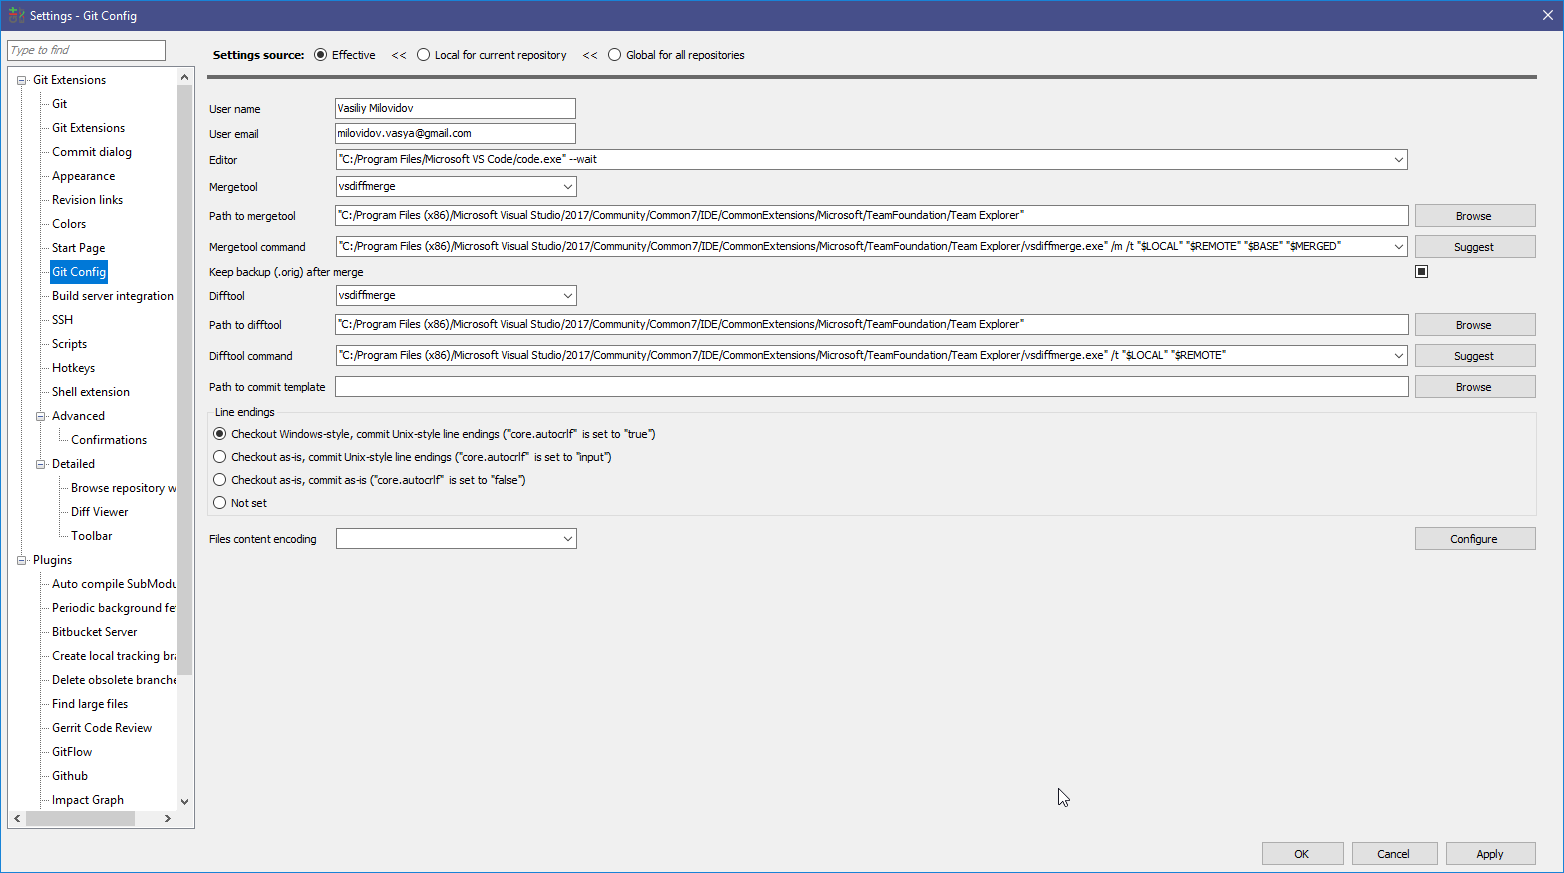 Settings - Git Config
Type to find
Git Extensions
Git
Git Extensions
Commit dialog
Appearance
Revision links
Colors
Start Page
Git Config
Build server integration
SSH
Scripts
Hotkeys
Shell extension
Advanced
Confirmations
Detailed
Browse repository w
Diff Viewer
Toolbar
Plugins
Auto compile SubModu
Periodic background fe
Bitbucket Server
Create local tracking bra
Delete obsolete branche
Find large files
Gerrit Code Review
GitFlow
Github
Impact Graph
Settings source: Effective << Local for current repository << Global for all repositories
User name Vasiliy Milovidov
User email milovidov.vasya@gmail.com
Editor "C:/Program Files/Microsoft VS Code/code.exe" --wait
Mergetool vsdiffmerge
Path to mergetool "C:/Program Files (x86)/Microsoft Visual Studio/2017/Community/Common7/IDE/CommonExtensions/Microsoft/TeamFoundation/Team Explorer" Browse
Mergetool command "C:/Program Files (x86)/Microsoft Visual Studio/2017/Community/Common7/IDE/CommonExtensions/Microsoft/TeamFoundation/Team Explorer/vsdiffmerge.exe" /m /t "$LOCAL" "$REMOTE" "$BASE" "$MERGED" Suggest
Keep backup (.orig) after merge
Difftool vsdiffmerge
Path to difftool "C:/Program Files (x86)/Microsoft Visual Studio/2017/Community/Common7/IDE/CommonExtensions/Microsoft/TeamFoundation/Team Explorer" Browse
Difftool command "C:/Program Files (x86)/Microsoft Visual Studio/2017/Community/Common7/IDE/CommonExtensions/Microsoft/TeamFoundation/Team Explorer/vsdiffmerge.exe" /t "$LOCAL" "$REMOTE" Suggest
Path to commit template Browse
Line endings
Checkout Windows-style, commit Unix-style line endings ("core.autocrlf" is set to "true")
Checkout as-is, commit Unix-style line endings ("core.autocrlf" is set to "input")
Checkout as-is, commit as-is ("core.autocrlf" is set to "false")
Not set
Files content encoding Configure
OK Cancel Apply